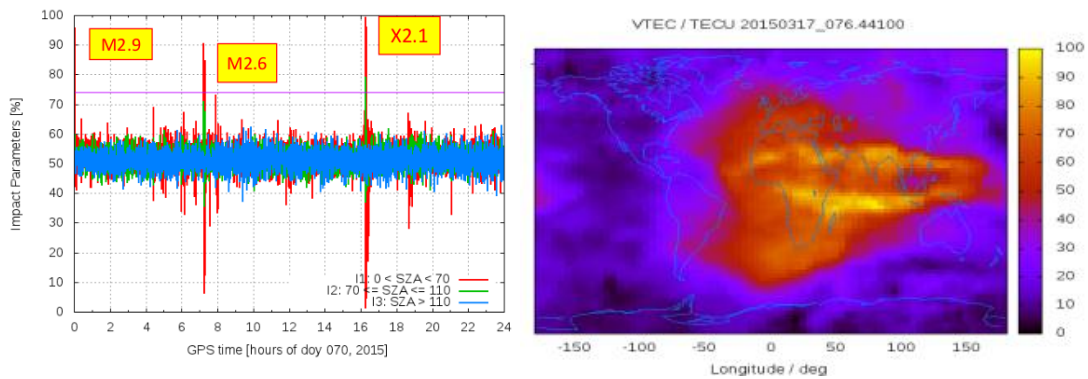 M2.9
M2.6
X2.1
Impact Parameters [%]
100
90
80
70
60
50
40
30
20
10
0
I1: 0 < SZA < 70
I2: 70 <= SZA <= 110
I3: SZA > 110
0 2 4 6 8 10 12 14 16 18 20 22 24
GPS time [hours of doy 070, 2015]
VTEC / TECU 20150317_076.44100
100
90
80
70
60
50
40
30
20
10
0
-150 -100 -50 0 50 100 150
Longitude / deg